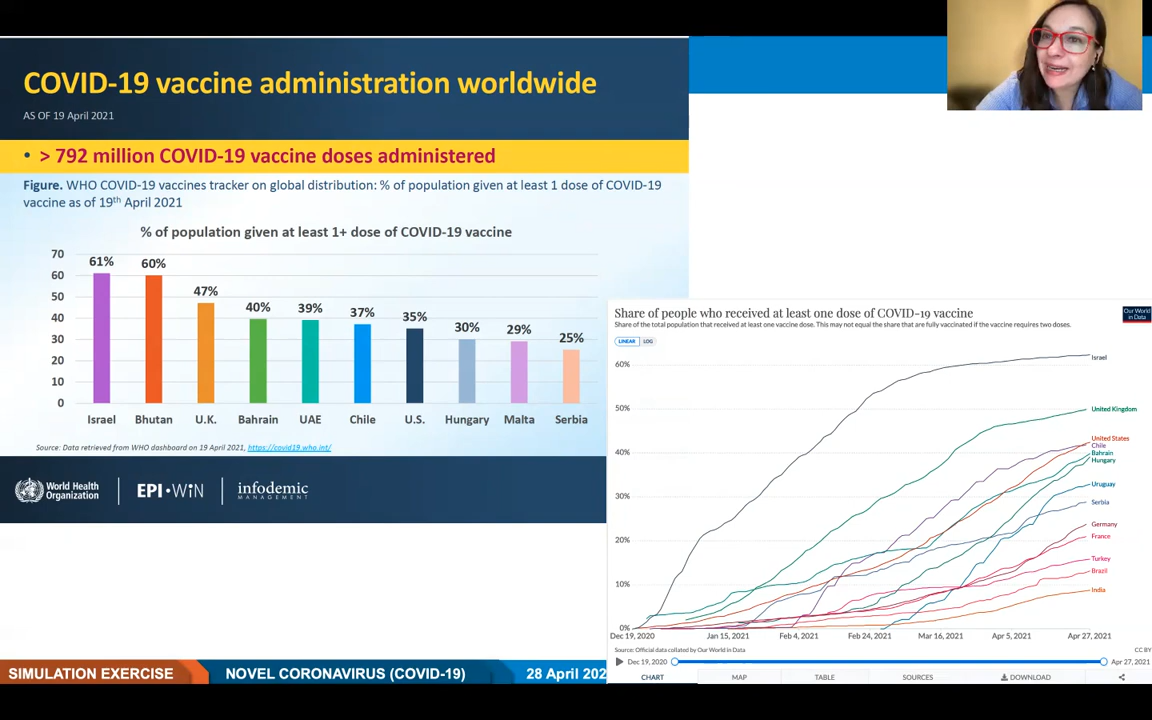 COVID-19 vaccine administration worldwide
AS OF 19 April 2021
• > 792 million COVID-19 vaccine doses administered
Figure. WHO COVID-19 vaccines tracker on global distribution: % of population given at least 1 dose of COVID-19
vaccine as of 19th April 2021
% of population given at least 1+ dose of COVID-19 vaccine
70
60
50
40
30
20
10
0
61%
60%
47%
40%
39%
37%
35%
30%
29%
25%
Israel
Bhutan
U.K.
Bahrain
UAE
Chile
U.S.
Hungary
Malta
Serbia
Source: Data retrieved from WHO dashboard on 19 April 2021, https://covid19.who.int/
World Health
Organization
EPI•WiN
infodemic
MANAGEMENT
Share of people who received at least one dose of COVID-19 vaccine
Share of the total population that received at least one vaccine dose. This may not equal the share that are fully vaccinated if the vaccine requires two doses.
Our World
in Data
LINEAR
LOG
60%
50%
40%
30%
20%
10%
0%
Israel
United Kingdom
United States
Chile
Bahrain
Hungary
Uruguay
Serbia
Germany
France
Turkey
Brazil
India
Dec 19, 2020
Jan 15, 2021
Feb 4, 2021
Feb 24, 2021
Mar 16, 2021
Apr 5, 2021
Apr 27, 2021
Source: Official data collated by Our World in Data
CC BY
Dec 19, 2020
Apr 27, 2021
CHART
MAP
TABLE
SOURCES
DOWNLOAD
SIMULATION EXERCISE
NOVEL CORONAVIRUS (COVID-19)
28 April 202